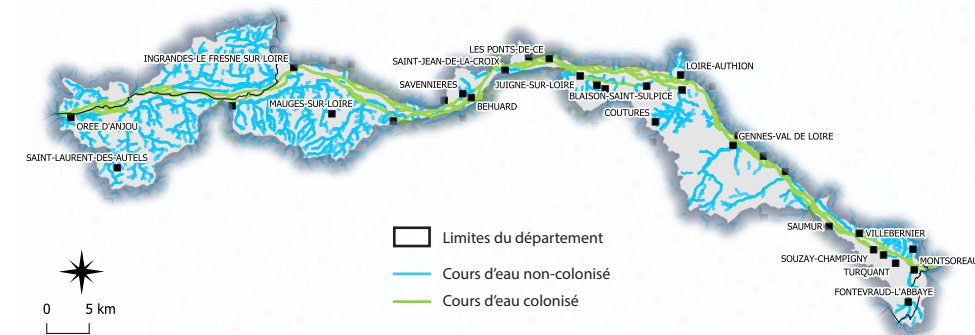 LES PONTS-DE-CE
INGRANDES-LE FRESNE SUR LOIRE
SAINT-JEAN-DE-LA-CROIX
LOIRE-AUTHION
SAVENNIERES
JUIGNE-SUR-LOIRE
BLAISON-SAINT-SULPICE
MAUGES-SUR-LOIRE
BEHUARD
COUTURES
OREE D'ANJOU
GENNES-VAL DE LOIRE
SAINT-LAURENT-DES-AUTELS
SAUMUR
VILLEBERNIER
Limites du département
SOUZAY-CHAMPIGNY
MONTSOREAU
TURQUANT
Cours d'eau non-colonisé
FONTEVRAUD-L'ABBAYE
Cours d'eau colonisé
0 5 km